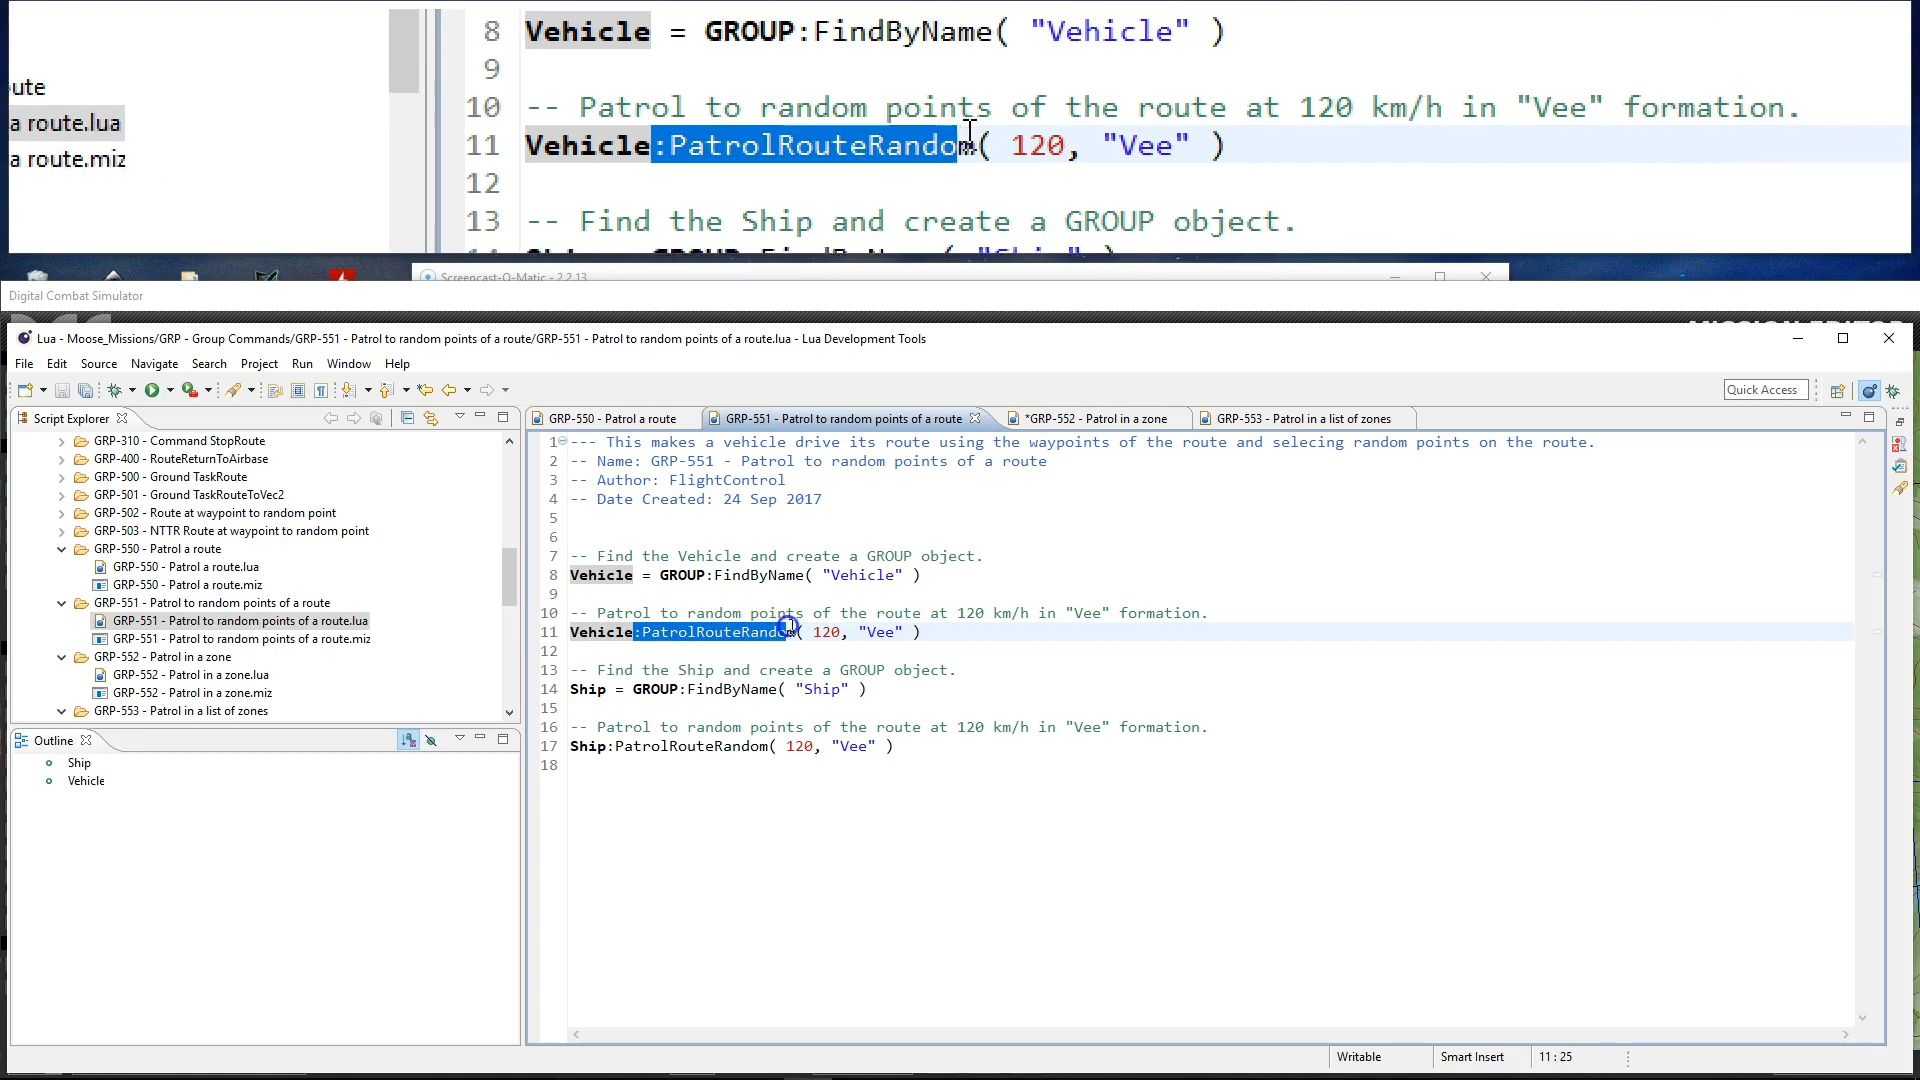 8 Vehicle = GROUP:FindByName( "Vehicle" )
9
ute
10 -- Patrol to random points of the route at 120 km/h in "Vee" formation.
a route.lua
11 Vehicle:PatrolRouteRandom( 120, "Vee" )
a route.miz
12
13 -- Find the Ship and create a GROUP object.
Screencast-O-Matic - 2.2.13
Digital Combat Simulator
Lua - Moose_Missions/GRP - Group Commands/GRP-551 - Patrol to random points of a route/GRP-551 - Patrol to random points of a route.lua - Lua Development Tools
File Edit Source Navigate Search Project Run Window Help
Quick Access
Script Explorer
GRP-310 - Command StopRoute
GRP-400 - RouteReturnToAirbase
GRP-500 - Ground TaskRoute
GRP-501 - Ground TaskRouteToVec2
GRP-502 - Route at waypoint to random point
GRP-503 - NTTR Route at waypoint to random point
GRP-550 - Patrol a route
GRP-550 - Patrol a route.lua
GRP-550 - Patrol a route.miz
GRP-551 - Patrol to random points of a route
GRP-551 - Patrol to random points of a route.lua
GRP-551 - Patrol to random points of a route.miz
GRP-552 - Patrol in a zone
GRP-552 - Patrol in a zone.lua
GRP-552 - Patrol in a zone.miz
GRP-553 - Patrol in a list of zones
Outline
Ship
Vehicle
GRP-550 - Patrol a route GRP-551 - Patrol to random points of a route *GRP-552 - Patrol in a zone GRP-553 - Patrol in a list of zones
1 --- This makes a vehicle drive its route using the waypoints of the route and selecing random points on the route.
2 -- Name: GRP-551 - Patrol to random points of a route
3 -- Author: FlightControl
4 -- Date Created: 24 Sep 2017
5
6
7 -- Find the Vehicle and create a GROUP object.
8 Vehicle = GROUP:FindByName( "Vehicle" )
9
10 -- Patrol to random points of the route at 120 km/h in "Vee" formation.
11 Vehicle:PatrolRouteRandom( 120, "Vee" )
12
13 -- Find the Ship and create a GROUP object.
14 Ship = GROUP:FindByName( "Ship" )
15
16 -- Patrol to random points of the route at 120 km/h in "Vee" formation.
17 Ship:PatrolRouteRandom( 120, "Vee" )
18
Writable Smart Insert 11 : 25